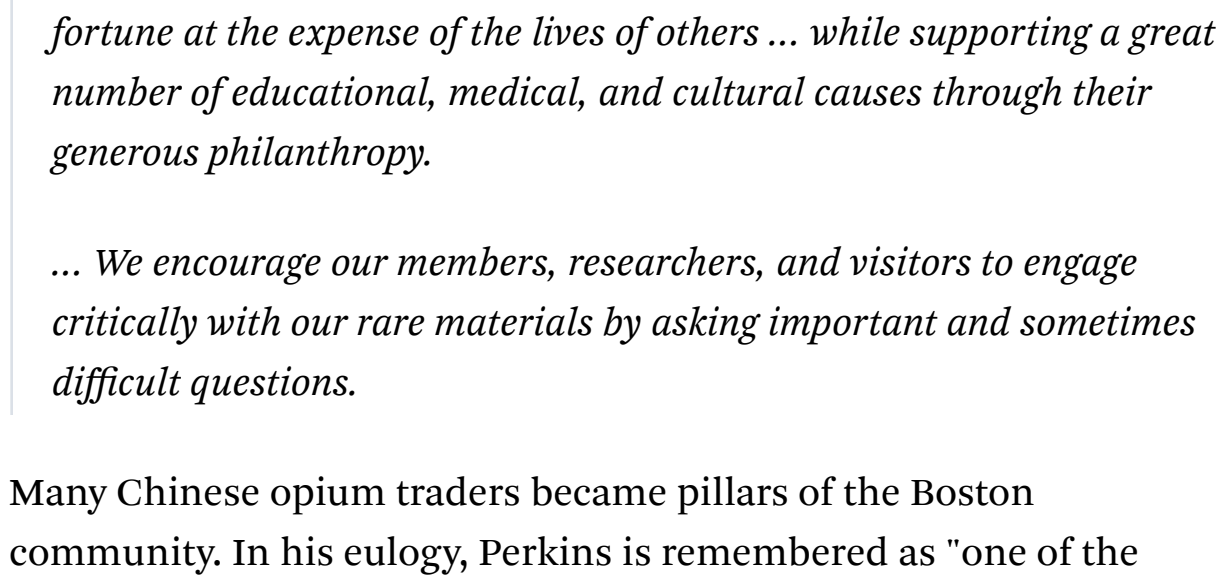 fortune at the expense of the lives of others ... while supporting a great
number of educational, medical, and cultural causes through their
generous philanthropy.
... We encourage our members, researchers, and visitors to engage
critically with our rare materials by asking important and sometimes
difficult questions.
Many Chinese opium traders became pillars of the Boston
community. In his eulogy, Perkins is remembered as "one of the